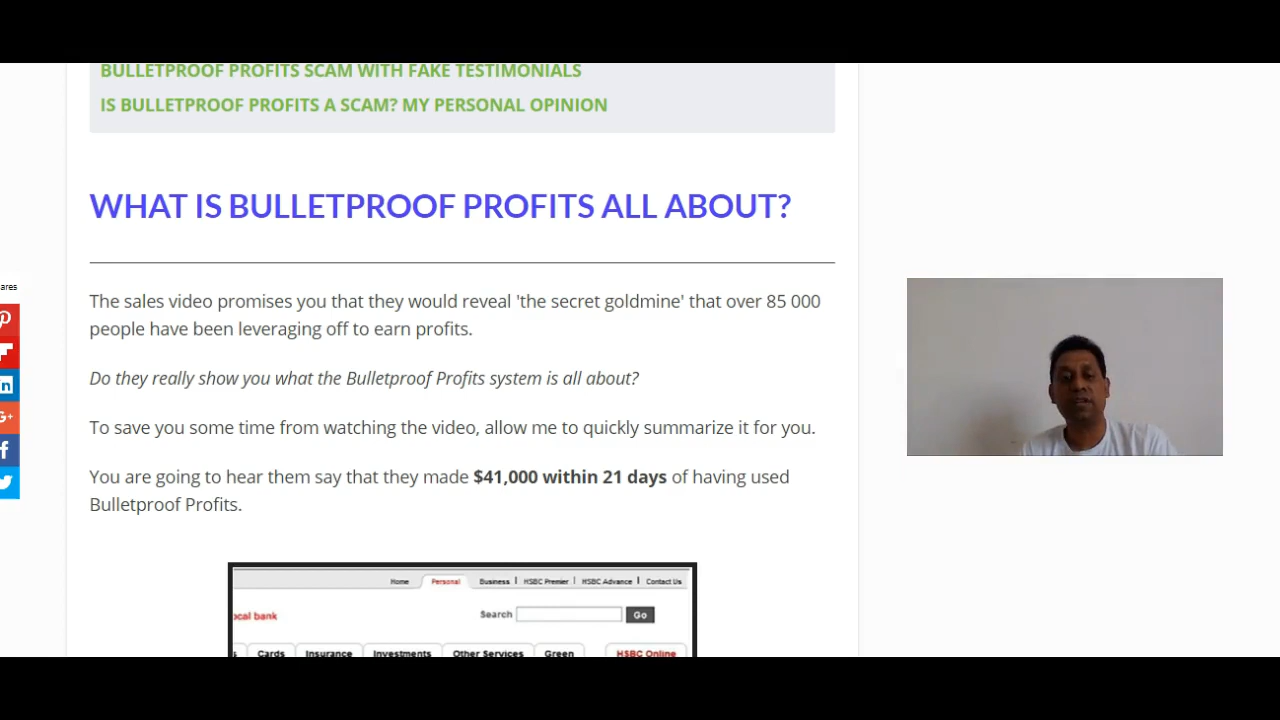 BULLETPROOF PROFITS SCAM WITH FAKE TESTIMONIALS
IS BULLETPROOF PROFITS A SCAM? MY PERSONAL OPINION
WHAT IS BULLETPROOF PROFITS ALL ABOUT?
ares
The sales video promises you that they would reveal 'the secret goldmine' that over 85 000
people have been leveraging off to earn profits.
Do they really show you what the Bulletproof Profits system is all about?
To save you some time from watching the video, allow me to quickly summarize it for you.
You are going to hear them say that they made $41,000 within 21 days of having used
Bulletproof Profits.
Home Personal Business HSBC Premier HSBC Advance Contact Us
ocal bank Search Go
s Cards Insurance Investments Other Services Green HSBC Online